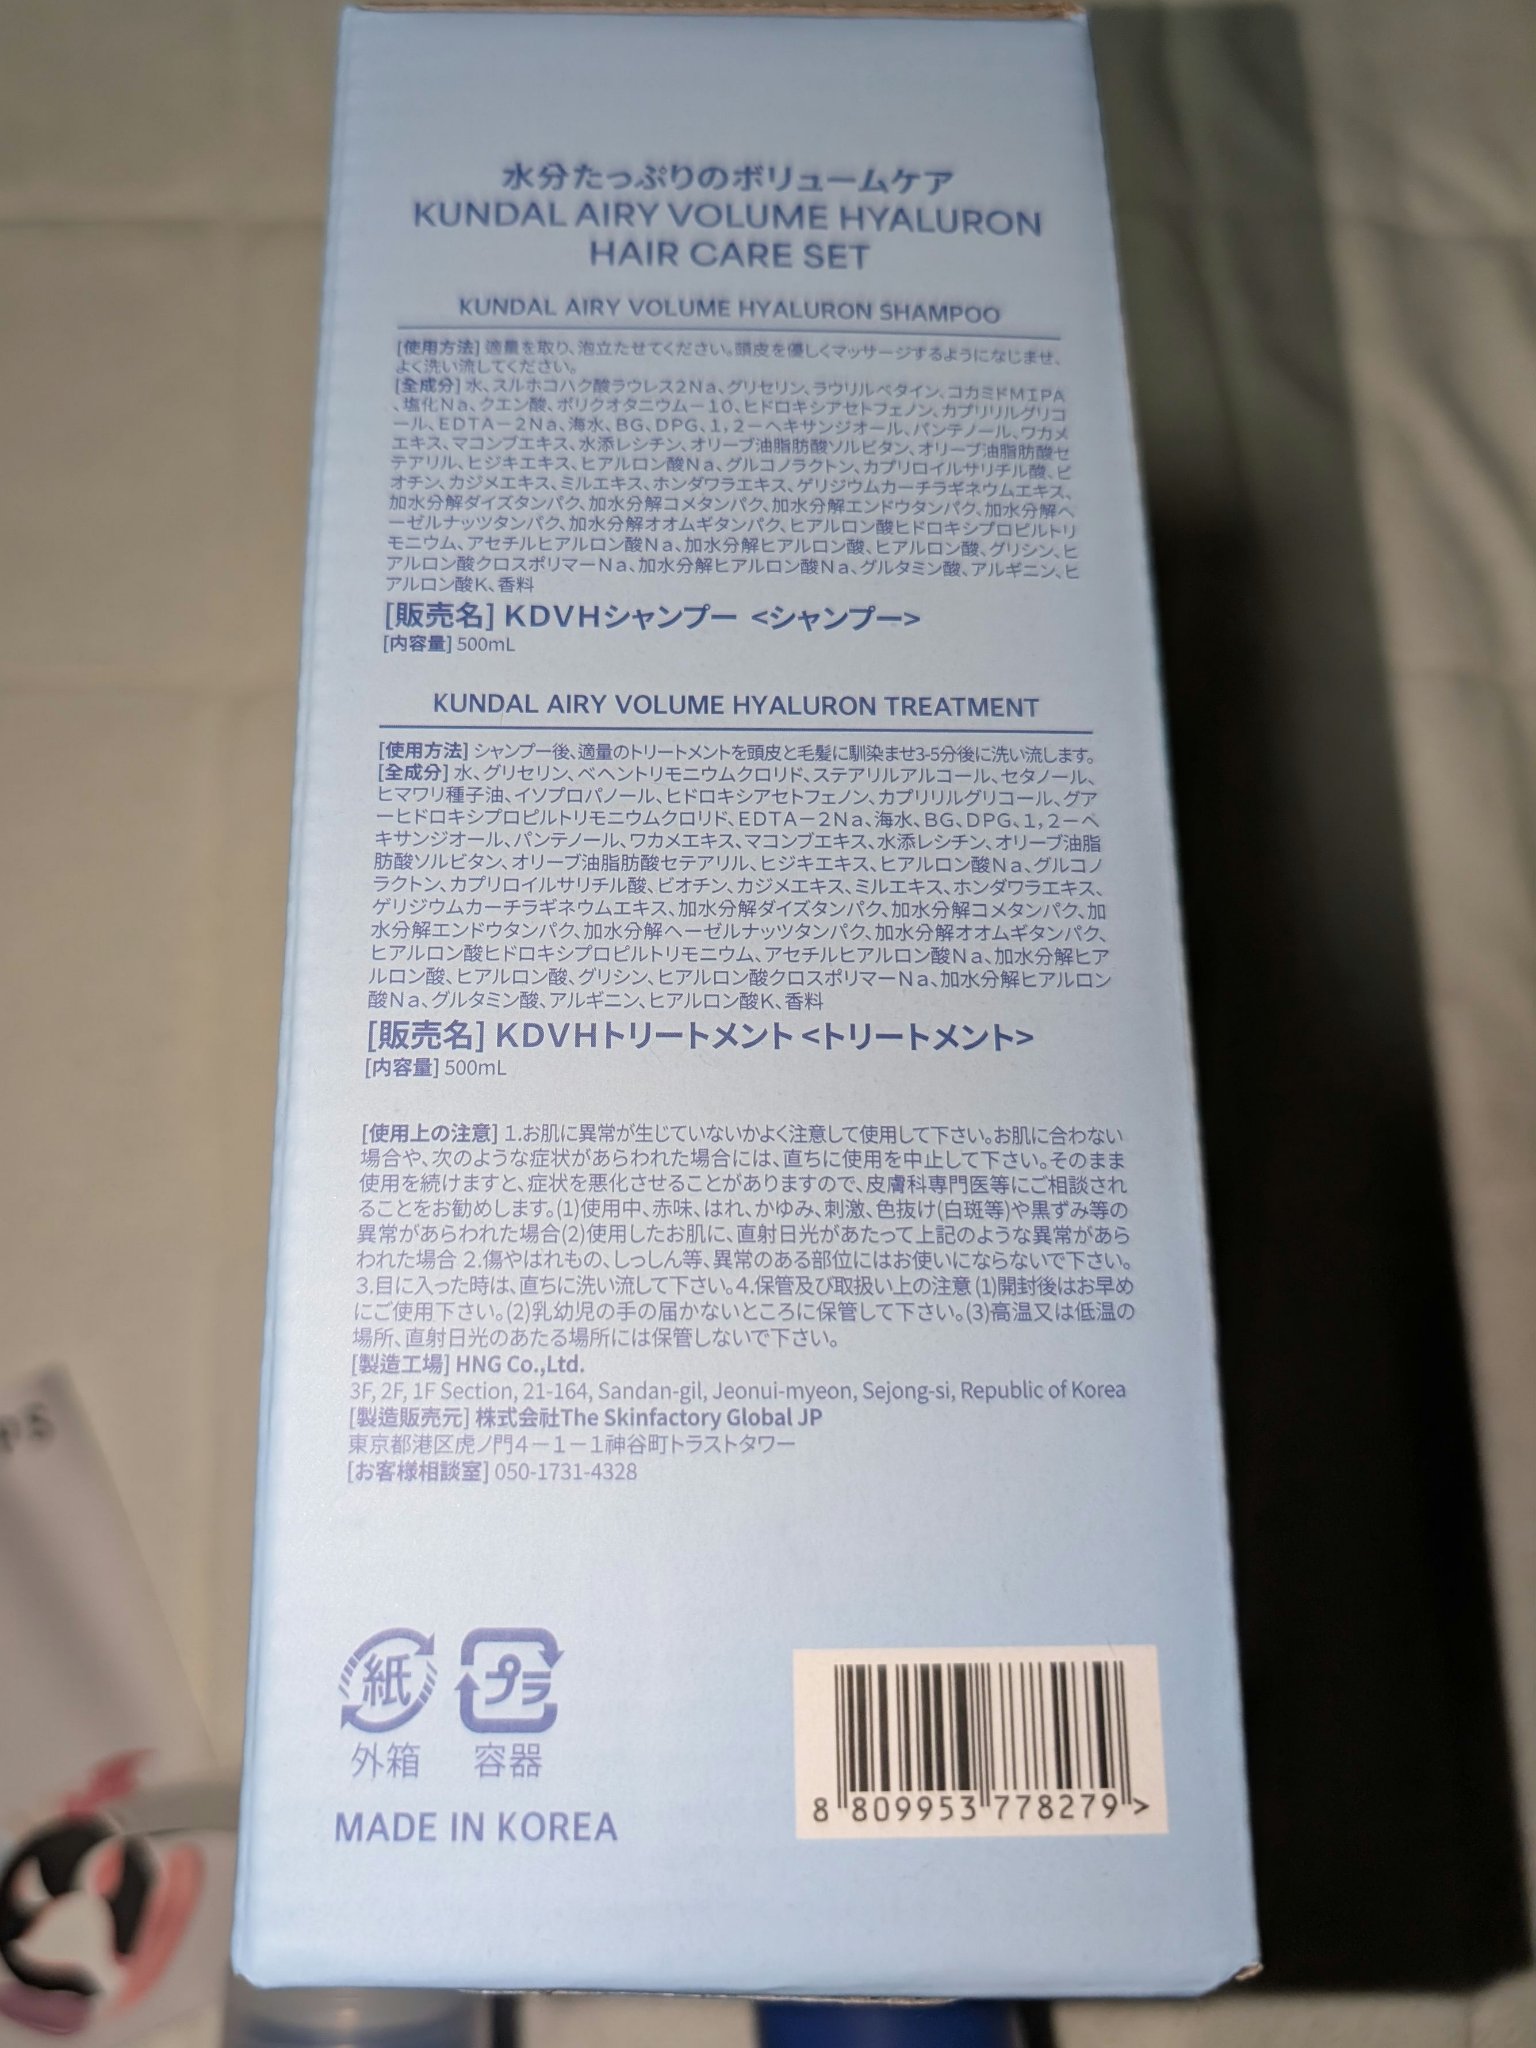 水分たっぷりのボリュームケア
KUNDAL AIRY VOLUME HYALURON
HAIR CARE SET
KUNDAL AIRY VOLUME HYALURON SHAMPOO
[使用方法] 適量を取り、泡立たせてください。頭皮を優しくマッサージするようになじませ、
よく洗い流してください。
[全成分] 水、スルホコハク酸ラウレス2Na、グリセリン、ラウリルベタイン、コカミドMIPA
、塩化Na、クエン酸、ポリクオタニウム－10、ヒドロキシアセトフェノン、カプリリルグリコ
ール、EDTA－2Na、海水、BG、DPG、1，2－ヘキサンジオール、パンテノール、ワカメ
エキス、マコンブエキス、水添レシチン、オリーブ油脂肪酸ソルビタン、オリーブ油脂肪酸セ
テアリル、ヒジキエキス、ヒアルロン酸Na、グルコノラクトン、カプリロイルサリチル酸、ビ
オチン、カジメエキス、ミルエキス、ホンダワラエキス、ゲリジウムカーチラギネウムエキス、
加水分解ダイズタンパク、加水分解コメタンパク、加水分解エンドウタンパク、加水分解ヘ
ーゼルナッツタンパク、加水分解オオムギタンパク、ヒアルロン酸ヒドロキシプロピルトリ
モニウム、アセチルヒアルロン酸Na、加水分解ヒアルロン酸、ヒアルロン酸、グリシン、ヒ
アルロン酸クロスポリマーNa、加水分解ヒアルロン酸Na、グルタミン酸、アルギニン、ヒ
アルロン酸K、香料
[販売名] KDVHシャンプー <シャンプー>
[内容量] 500mL
KUNDAL AIRY VOLUME HYALURON TREATMENT
[使用方法] シャンプー後、適量のトリートメントを頭皮と毛髪に馴染ませ3-5分後に洗い流します。
[全成分] 水、グリセリン、ベヘントリモニウムクロリド、ステアリルアルコール、セタノール、
ヒマワリ種子油、イソプロパノール、ヒドロキシアセトフェノン、カプリリルグリコール、グア
ーヒドロキシプロピルトリモニウムクロリド、EDTA－2Na、海水、BG、DPG、1，2－ヘ
キサンジオール、パンテノール、ワカメエキス、マコンブエキス、水添レシチン、オリーブ油脂
肪酸ソルビタン、オリーブ油脂肪酸セテアリル、ヒジキエキス、ヒアルロン酸Na、グルコノ
ラクトン、カプリロイルサリチル酸、ビオチン、カジメエキス、ミルエキス、ホンダワラエキス、
ゲリジウムカーチラギネウムエキス、加水分解ダイズタンパク、加水分解コメタンパク、加
水分解エンドウタンパク、加水分解ヘーゼルナッツタンパク、加水分解オオムギタンパク、
ヒアルロン酸ヒドロキシプロピルトリモニウム、アセチルヒアルロン酸Na、加水分解ヒア
ルロン酸、ヒアルロン酸、グリシン、ヒアルロン酸クロスポリマーNa、加水分解ヒアルロン
酸Na、グルタミン酸、アルギニン、ヒアルロン酸K、香料
[販売名] KDVHトリートメント <トリートメント>
[内容量] 500mL
[使用上の注意] 1.お肌に異常が生じていないかよく注意して使用して下さい。お肌に合わない
場合や、次のような症状があらわれた場合には、直ちに使用を中止して下さい。そのまま
使用を続けますと、症状を悪化させることがありますので、皮膚科専門医等にご相談され
ることをお勧めします。(1)使用中、赤味、はれ、かゆみ、刺激、色抜け(白斑等)や黒ずみ等の
異常があらわれた場合(2)使用したお肌に、直射日光があたって上記のような異常があら
われた場合 2.傷やはれもの、しっしん等、異常のある部位にはお使いにならないで下さい。
3.目に入った時は、直ちに洗い流して下さい。4.保管及び取扱い上の注意 (1)開封後はお早め
にご使用下さい。(2)乳幼児の手の届かないところに保管して下さい。(3)高温又は低温の
場所、直射日光のあたる場所には保管しないで下さい。
[製造工場] HNG Co.,Ltd.
3F, 2F, 1F Section, 21-164, Sandan-gil, Jeonui-myeon, Sejong-si, Republic of Korea
[製造販売元] 株式会社The Skinfactory Global JP
東京都港区虎ノ門4－1－1神谷町トラストタワー
[お客様相談室] 050-1731-4328
紙 プラ
外箱 容器
MADE IN KOREA
8 809953 778279 >